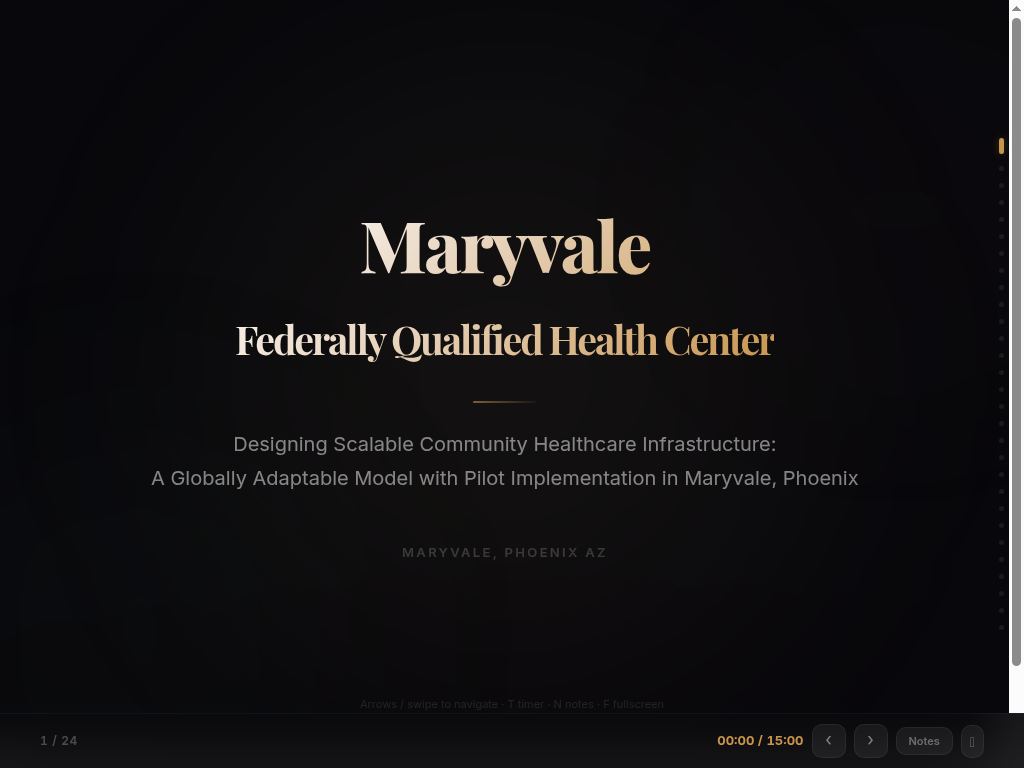 Maryvale
Federally Qualified Health Center
Designing Scalable Community Healthcare Infrastructure:
A Globally Adaptable Model with Pilot Implementation in Maryvale, Phoenix
MARYVALE, PHOENIX AZ
Arrows / swipe to navigate · T timer · N notes · F fullscreen
1 / 24
00:00 / 15:00
‹
›
Notes